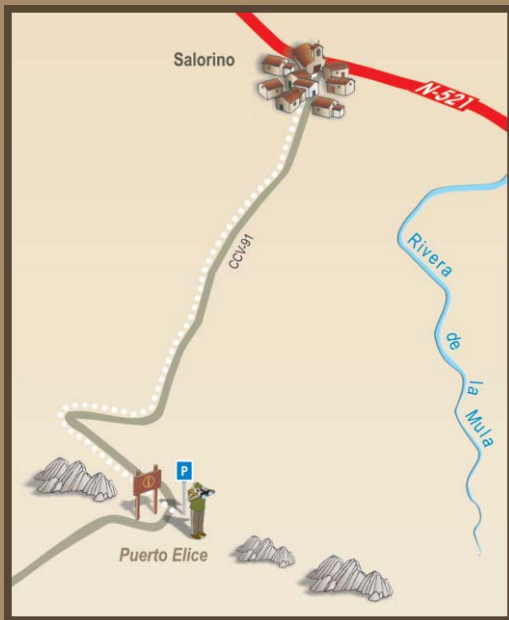 Salorino
N-521
CCV-91
Rivera de la Mula
P
i
Puerto Elice